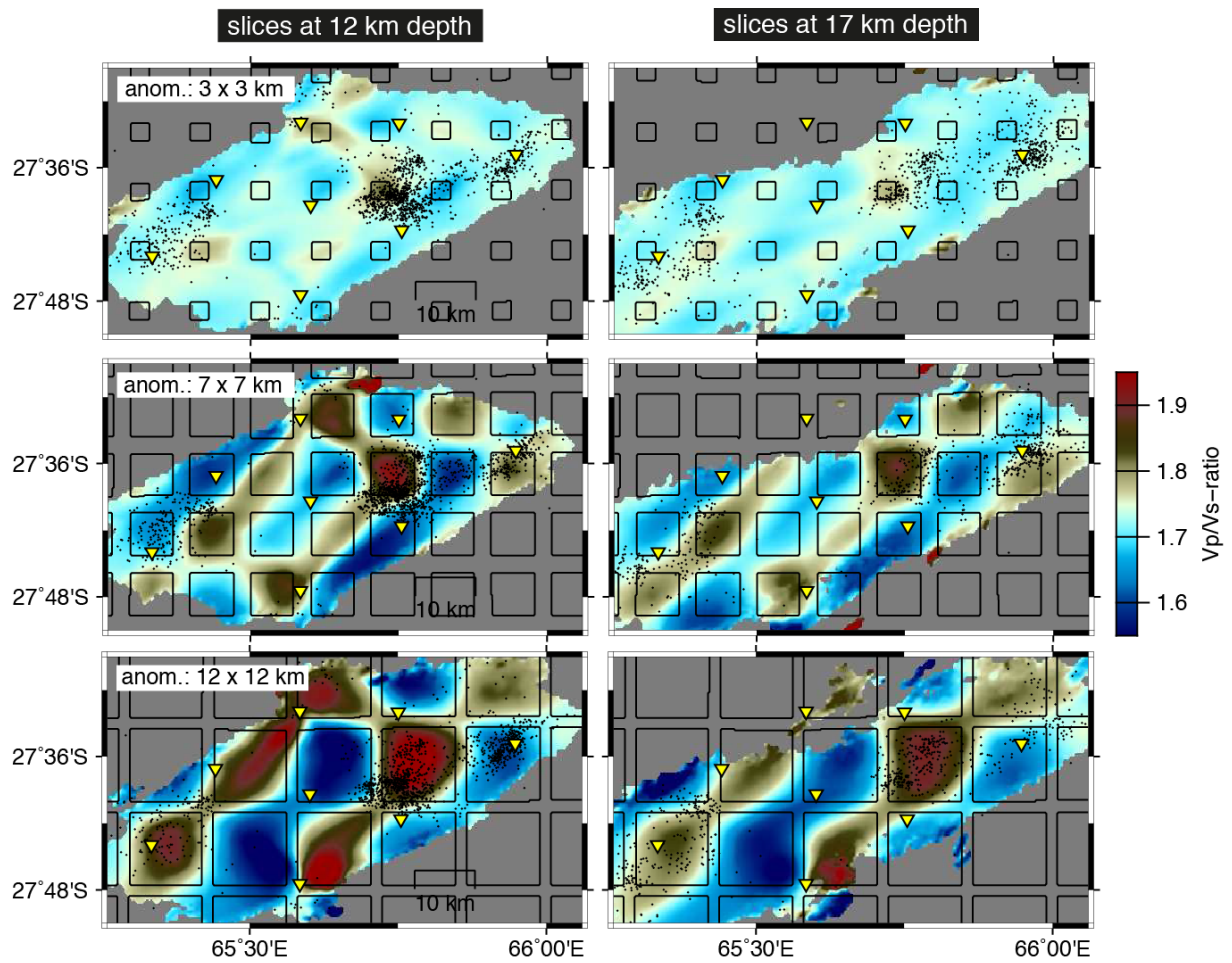 slices at 12 km depth
slices at 17 km depth
anom.: 3 x 3 km
27˚36'S
27˚48'S
10 km
anom.: 7 x 7 km
27˚36'S
27˚48'S
10 km
1.9
1.8
1.7
1.6
Vp/Vs−ratio
anom.: 12 x 12 km
27˚36'S
27˚48'S
10 km
65˚30'E
66˚00'E
65˚30'E
66˚00'E